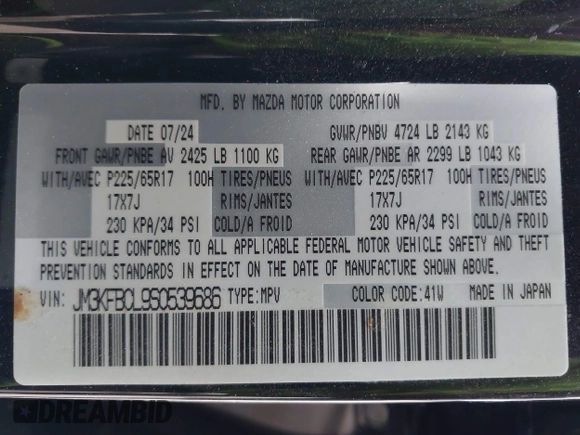 MFD. BY MAZDA MOTOR CORPORATION
DATE 07/24 GVWR/PNBV 4724 LB 2143 KG
FRONT GAWR/PNBE AV 2425 LB 1100 KG REAR GAWR/PNBE AR 2299 LB 1043 KG
WITH/AVEC P225/65R17 100H TIRES/PNEUS WITH/AVEC P225/65R17 100H TIRES/PNEUS
17X7J RIMS/JANTES 17X7J RIMS/JANTES
230 KPA/34 PSI COLD/A FROID 230 KPA/34 PSI COLD/A FROID
THIS VEHICLE CONFORMS TO ALL APPLICABLE FEDERAL MOTOR VEHICLE SAFETY AND THEFT
PREVENTION STANDARDS IN EFFECT ON THE DATE OF MANUFACTURE SHOWN ABOVE.
VIN: JM3KFBCL9S0539686 TYPE:MPV COLOR CODE:41W MADE IN JAPAN
DREAMBID